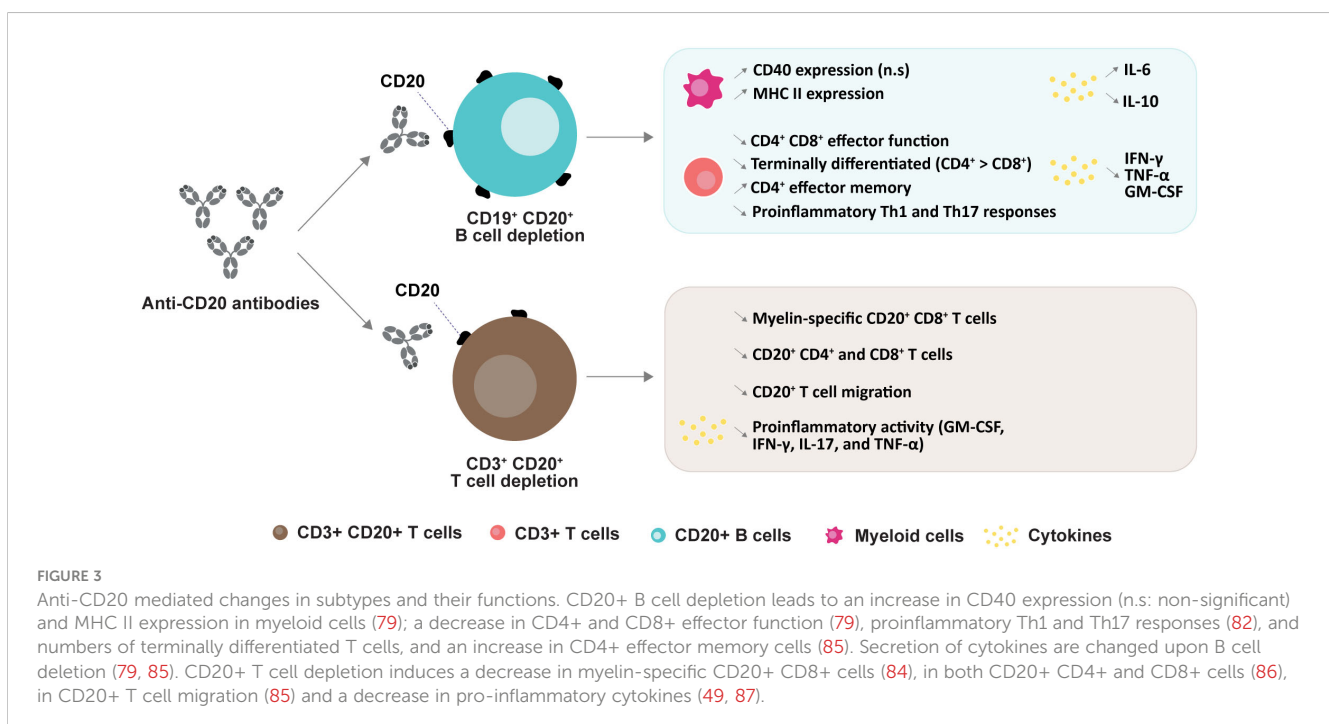 CD20
CD19⁺ CD20⁺
B cell depletion
CD40 expression (n.s)
MHC II expression
IL-6
IL-10
CD4⁺ CD8⁺ effector function
Terminally differentiated (CD4⁺ > CD8⁺)
CD4⁺ effector memory
Proinflammatory Th1 and Th17 responses
IFN-γ
TNF-α
GM-CSF
Anti-CD20 antibodies
CD20
CD3⁺ CD20⁺
T cell depletion
Myelin-specific CD20⁺ CD8⁺ T cells
CD20⁺ CD4⁺ and CD8⁺ T cells
CD20⁺ T cell migration
Proinflammatory activity (GM-CSF,
IFN-γ, IL-17, and TNF-α)
CD3+ CD20+ T cells CD3+ T cells CD20+ B cells Myeloid cells Cytokines
FIGURE 3
Anti-CD20 mediated changes in subtypes and their functions. CD20+ B cell depletion leads to an increase in CD40 expression (n.s: non-significant)
and MHC II expression in myeloid cells (79); a decrease in CD4+ and CD8+ effector function (79), proinflammatory Th1 and Th17 responses (82), and
numbers of terminally differentiated T cells, and an increase in CD4+ effector memory cells (85). Secretion of cytokines are changed upon B cell
deletion (79, 85). CD20+ T cell depletion induces a decrease in myelin-specific CD20+ CD8+ cells (84), in both CD20+ CD4+ and CD8+ cells (86),
in CD20+ T cell migration (85) and a decrease in pro-inflammatory cytokines (49, 87).